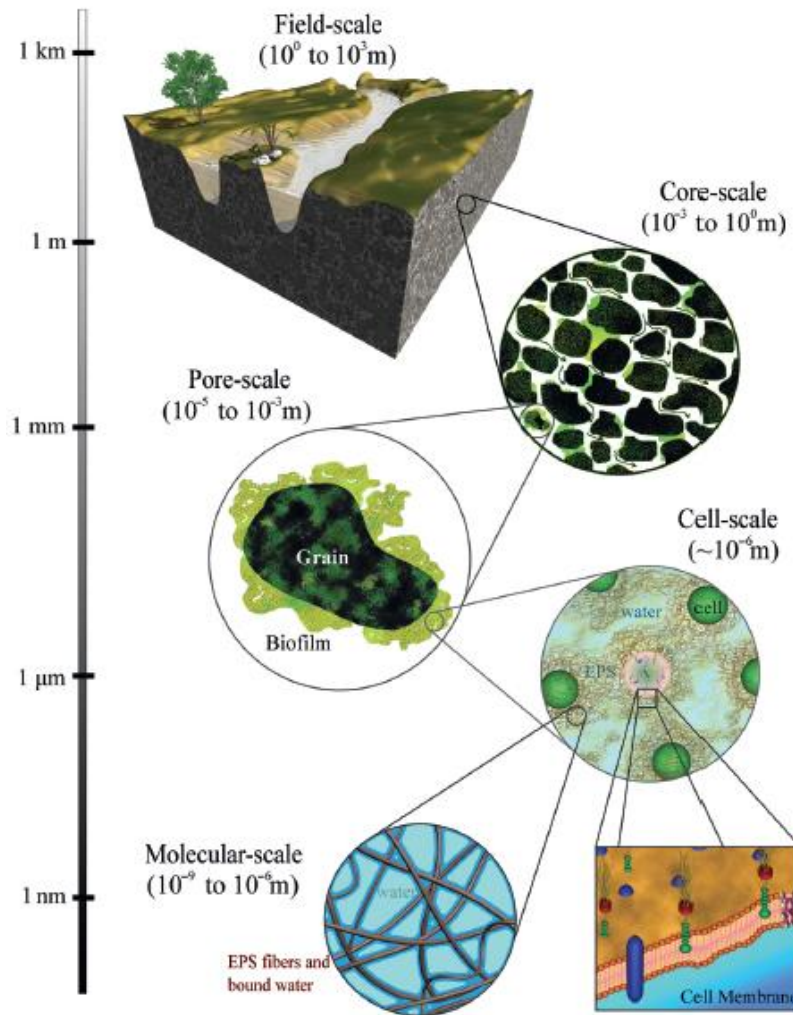 Field-scale
(10⁰ to 10³m)
1 km
Core-scale
(10⁻³ to 10⁰m)
1 m
Pore-scale
(10⁻⁵ to 10⁻³m)
1 mm
Grain
Biofilm
Cell-scale
(~10⁻⁶m)
water
cell
EPS
1 μm
Molecular-scale
(10⁻⁹ to 10⁻⁶m)
1 nm
water
EPS fibers and
bound water
Cell Membrane